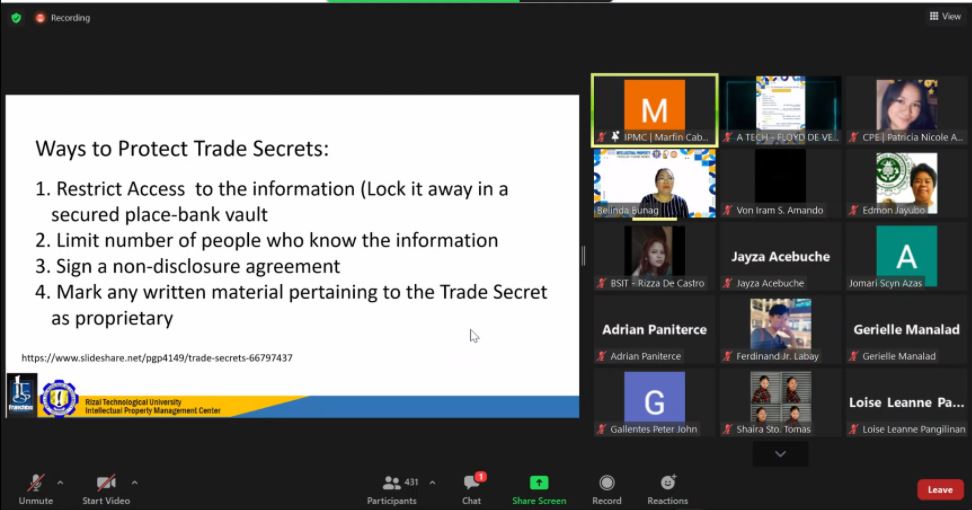 Recording
View
Ways to Protect Trade Secrets:
1. Restrict Access to the information (Lock it away in a
secured place-bank vault
2. Limit number of people who know the information
3. Sign a non-disclosure agreement
4. Mark any written material pertaining to the Trade Secret
as proprietary
https://www.slideshare.net/pgp4149/trade-secrets-66797437
Rizal Technological University
Intellectual Property Management Center
M
IPMC | Marfin Cab...
A TECH - FLOYD DE VE...
CPE | Patricia Nicole A...
INTELLECTUAL PROPERTY
Belinda Bunag
Von Iram S. Amando
Edmon Jayubo
BSIT - Rizza De Castro
Jayza Acebuche
Jayza Acebuche
A
Jomari Scyn Azas
Adrian Paniterce
Adrian Paniterce
Ferdinand Jr. Labay
Gerielle Manalad
Gerielle Manalad
G
Gallentes Peter John
Shaira Sto. Tomas
Loise Leanne Pa...
Loise Leanne Pangilinan
Unmute
Start Video
431
Participants
1
Chat
Share Screen
Record
Reactions
Leave